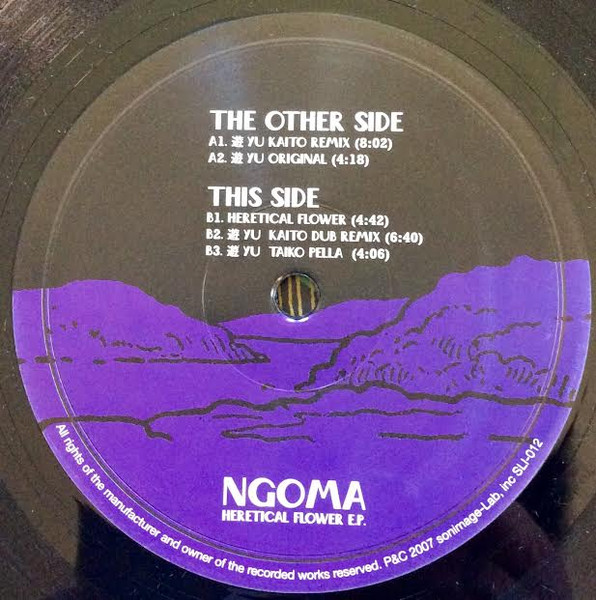 THE OTHER SIDE
A1. 遊 YU KAITO REMIX (8:02)
A2. 遊 YU ORIGINAL (4:18)
THIS SIDE
B1. HERETICAL FLOWER (4:42)
B2. 遊 YU KAITO DUB REMIX (6:40)
B3. 遊 YU TAIKO PELLA (4:06)
NGOMA
HERETICAL FLOWER E.P.
All rights of the manufacturer and owner of the recorded works reserved. P&C 2007 sonimage-Lab, inc SLI-012